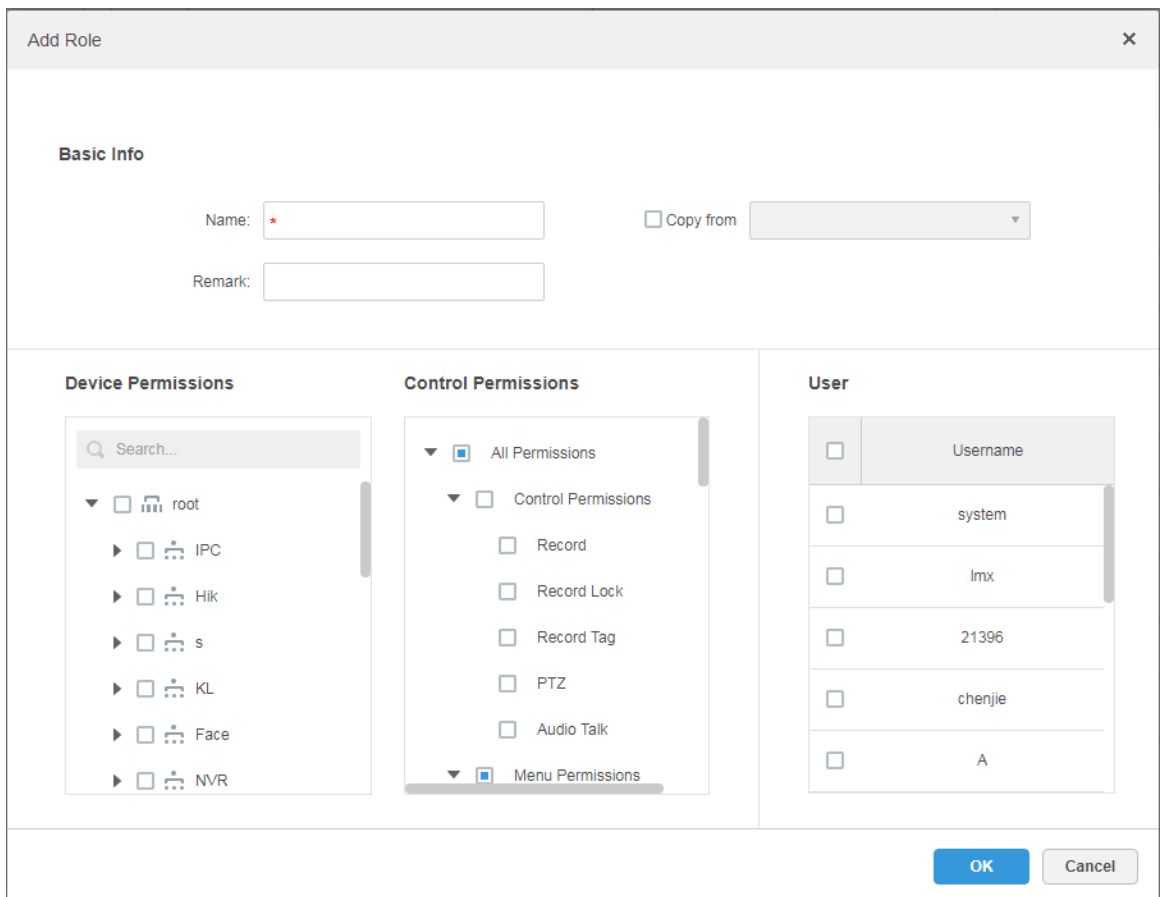 Add Role
×
Basic Info
Name: *
Copy from
Remark:
Device Permissions
Search...
root
IPC
Hik
s
KL
Face
NVR
Control Permissions
All Permissions
Control Permissions
Record
Record Lock
Record Tag
PTZ
Audio Talk
Menu Permissions
User
Username
system
lmx
21396
chenjie
A
OK
Cancel